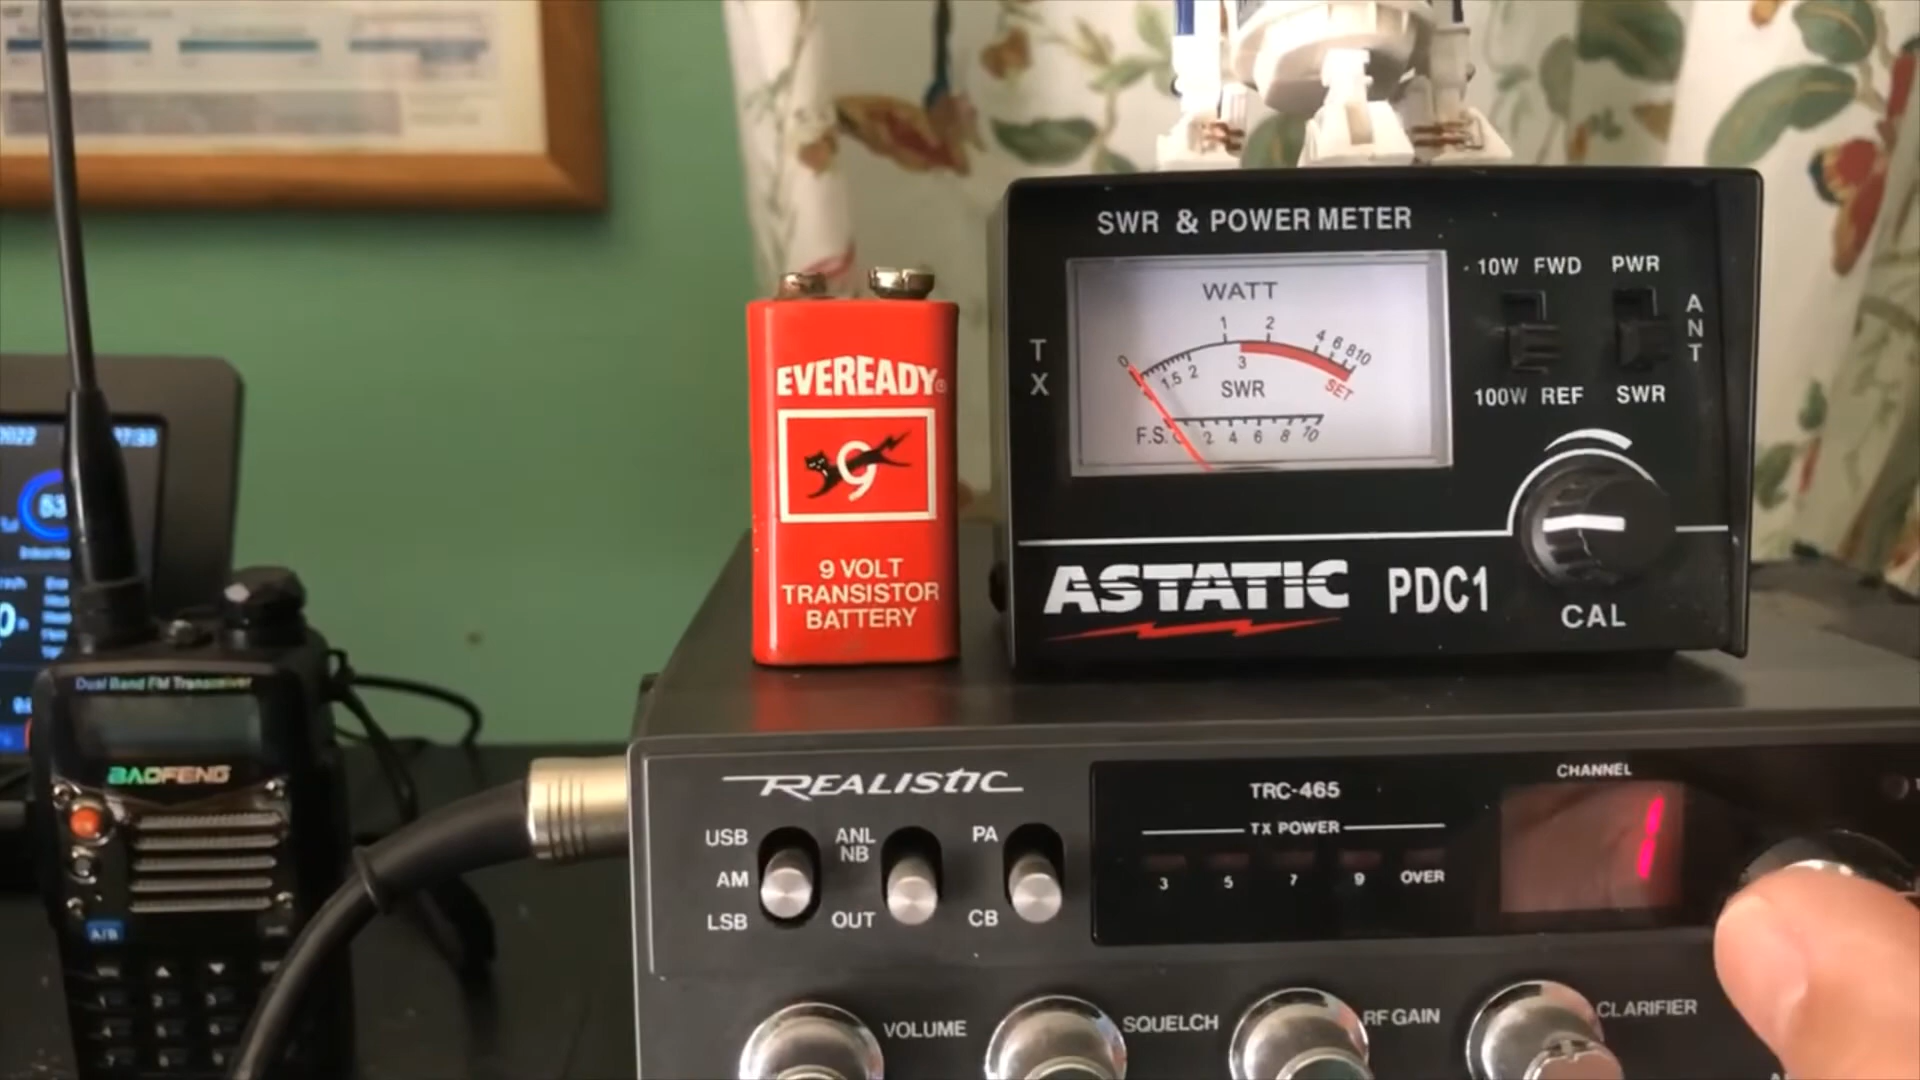 SWR & POWER METER
WATT
0 1 2 4 6 8 10
1.5 2 3
SWR
SET
F.S. 0 2 4 6 8 10
TX
10W FWD
PWR
100W REF
SWR
ANT
CAL
ASTATIC PDC1
EVEREADY
9
9 VOLT
TRANSISTOR
BATTERY
Dual Band FM Transceiver
BAOFENG
A/B
REALISTIC
USB
AM
LSB
ANL
NB
OUT
PA
CB
TRC-465
TX POWER
3 5 7 9 OVER
CHANNEL
1
VOLUME
SQUELCH
RF GAIN
CLARIFIER